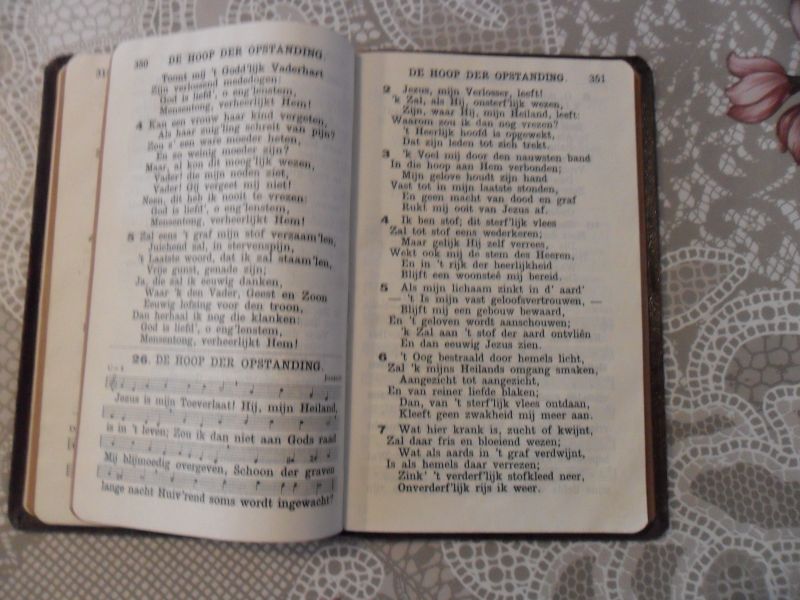 31
350 DE HOOP DER OPSTANDING.
Toont mij 't Godd'lijk Vaderhart
Zijn verlossend mededogen:
God is liefd', o eng'lenstem,
Mensentong, verheerlijkt Hem!
4 Kan een vrouw haar kind vergeten,
Als haar zuig'ling schreit van pijn?
Zou z' een ware moeder heten,
En zo weinig moeder zijn?
Maar, al kon dit moog'lijk wezen,
Vader! die mijn noden ziet,
Vader! Gij vergeet mij niet!
Neen, dit heb ik nooit te vrezen:
God is liefd', o eng'lenstem,
Mensentong, verheerlijkt Hem!
5 Zal eens 't graf mijn stof verzaam'len,
Juichend zal, in stervenspijn,
't Laatste woord, dat ik zal staam'len,
Vrije gunst, genade zijn;
Ja, die zal ik eeuwig danken,
Waar 'k den Vader, Geest en Zoon
Eeuwig lofzing voor den troon,
Dan herhaal ik nog die klanken:
God is liefd', o eng'lenstem,
Mensentong, verheerlijkt Hem!
26. DE HOOP DER OPSTANDING.
Jezus is mijn Toeverlaat! Hij, mijn Heiland,
is in 't leven; Zou ik dan niet aan Gods raad
Mij blijmoedig overgeven, Schoon der graven
lange nacht Huiv'rend soms wordt ingewacht?
DE HOOP DER OPSTANDING. 351
2 Jezus, mijn Verlosser, leeft!
'k Zal, als Hij, onsterf'lijk wezen,
Zijn, waar Hij, mijn Heiland, leeft:
Waarom zou ik dan nog vrezen?
't Heerlijk hoofd is opgewekt,
Dat zijn leden tot zich trekt.
3 'k Voel mij door den nauwsten band
In die hoop aan Hem verbonden;
Mijn gelove houdt zijn hand
Vast tot in mijn laatste stonden,
En geen macht van dood en graf
Rukt mij ooit van Jezus af.
4 Ik ben stof; dit sterf'lijk vlees
Zal tot stof eens wederkeren;
Maar gelijk Hij zelf verrees,
Wekt ook mij de stem des Heeren,
En in 't rijk der heerlijkheid
Blijft een woonsteê mij bereid.
5 Als mijn lichaam zinkt in d' aard'
— 't Is mijn vast geloofsvertrouwen, —
Blijft mij een gebouw bewaard,
En 't geloven wordt aanschouwen;
'k Zal aan 't stof der aard ontvliên
En dan eeuwig Jezus zien.
6 't Oog bestraald door hemels licht,
Zal 'k mijns Heilands omgang smaken,
Aangezicht tot aangezicht,
En van reiner liefde blaken;
Dan, van 't sterf'lijk vlees ontdaan,
Kleeft geen zwakheid mij meer aan.
7 Wat hier krank is, zucht of kwijnt,
Zal daar fris en bloeiend wezen;
Wat als aards in 't graf verdwijnt,
Is als hemels daar verrezen;
Zink' 't verderf'lijk stofkleed neer,
Onverderf'lijk rijs ik weer.